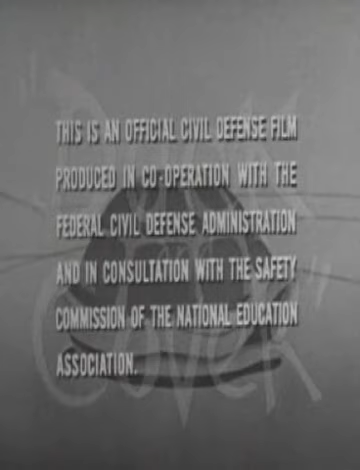 THIS IS AN OFFICIAL CIVIL DEFENSE FILM
PRODUCED IN CO-OPERATION WITH THE
FEDERAL CIVIL DEFENSE ADMINISTRATION
AND IN CONSULTATION WITH THE SAFETY
COMMISSION OF THE NATIONAL EDUCATION
ASSOCIATION.